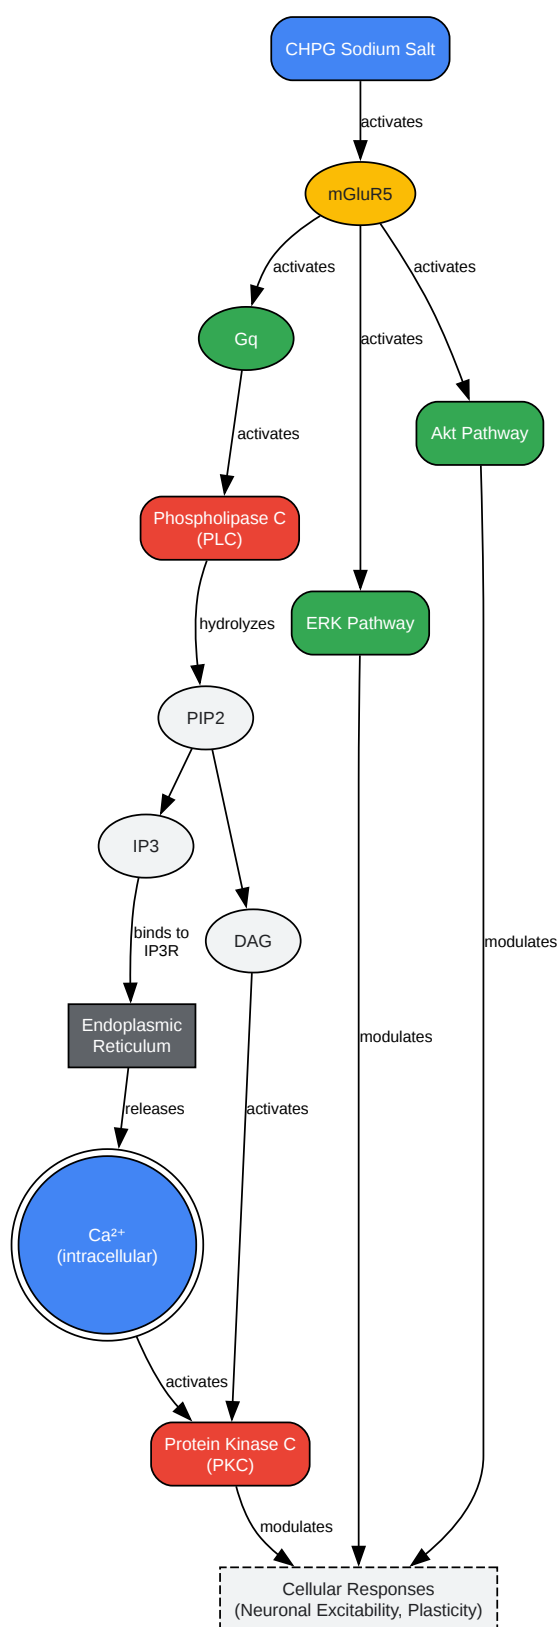 CHPG Sodium Salt
activates
mGluR5
activates
activates
Gq
activates
activates
Akt Pathway
Phospholipase C
(PLC)
hydrolyzes
ERK Pathway
PIP2
IP3
binds to
IP3R
DAG
modulates
Endoplasmic
Reticulum
modulates
releases
activates
Ca²⁺
(intracellular)
activates
Protein Kinase C
(PKC)
modulates
Cellular Responses
(Neuronal Excitability, Plasticity)